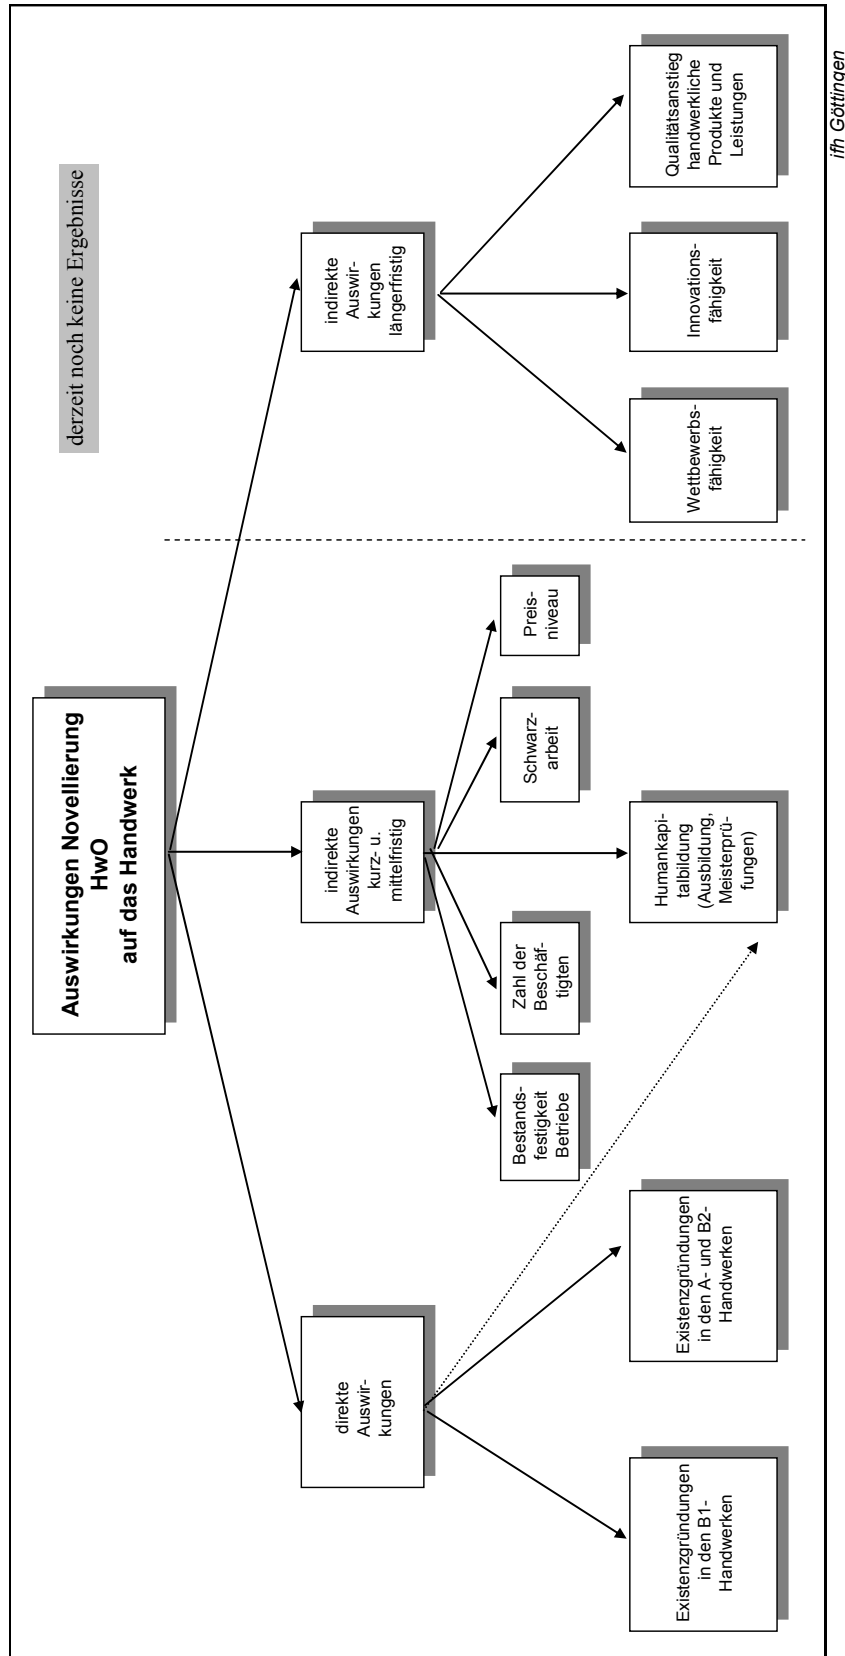 Auswirkungen Novellierung
HwO
auf das Handwerk
derzeit noch keine Ergebnisse
direkte
Auswir-
kungen
indirekte
Auswirkungen
kurz- u.
mittelfristig
indirekte
Auswir-
kungen
längerfristig
Bestands-
festigkeit
Betriebe
Zahl der
Beschäf-
tigten
Schwarz-
arbeit
Preis-
niveau
Existenzgründungen
in den B1-
Handwerken
Existenzgründungen
in den A- und B2-
Handwerken
Humankapi-
talbildung
(Ausbildung,
Meisterprü-
fungen)
Wettbewerbs-
fähigkeit
Innovations-
fähigkeit
Qualitätsanstieg
handwerkliche
Produkte und
Leistungen
ifh Göttingen